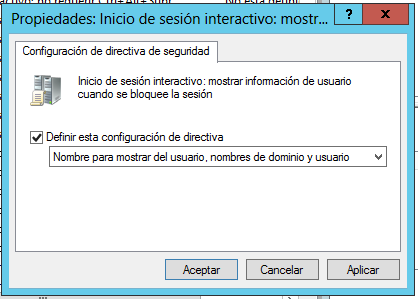 Propiedades: Inicio de sesión interactivo: mostr...
?
Configuración de directiva de seguridad
Inicio de sesión interactivo: mostrar información de usuario
cuando se bloquee la sesión
Definir esta configuración de directiva
Nombre para mostrar del usuario, nombres de dominio y usuario
Aceptar Cancelar Aplicar